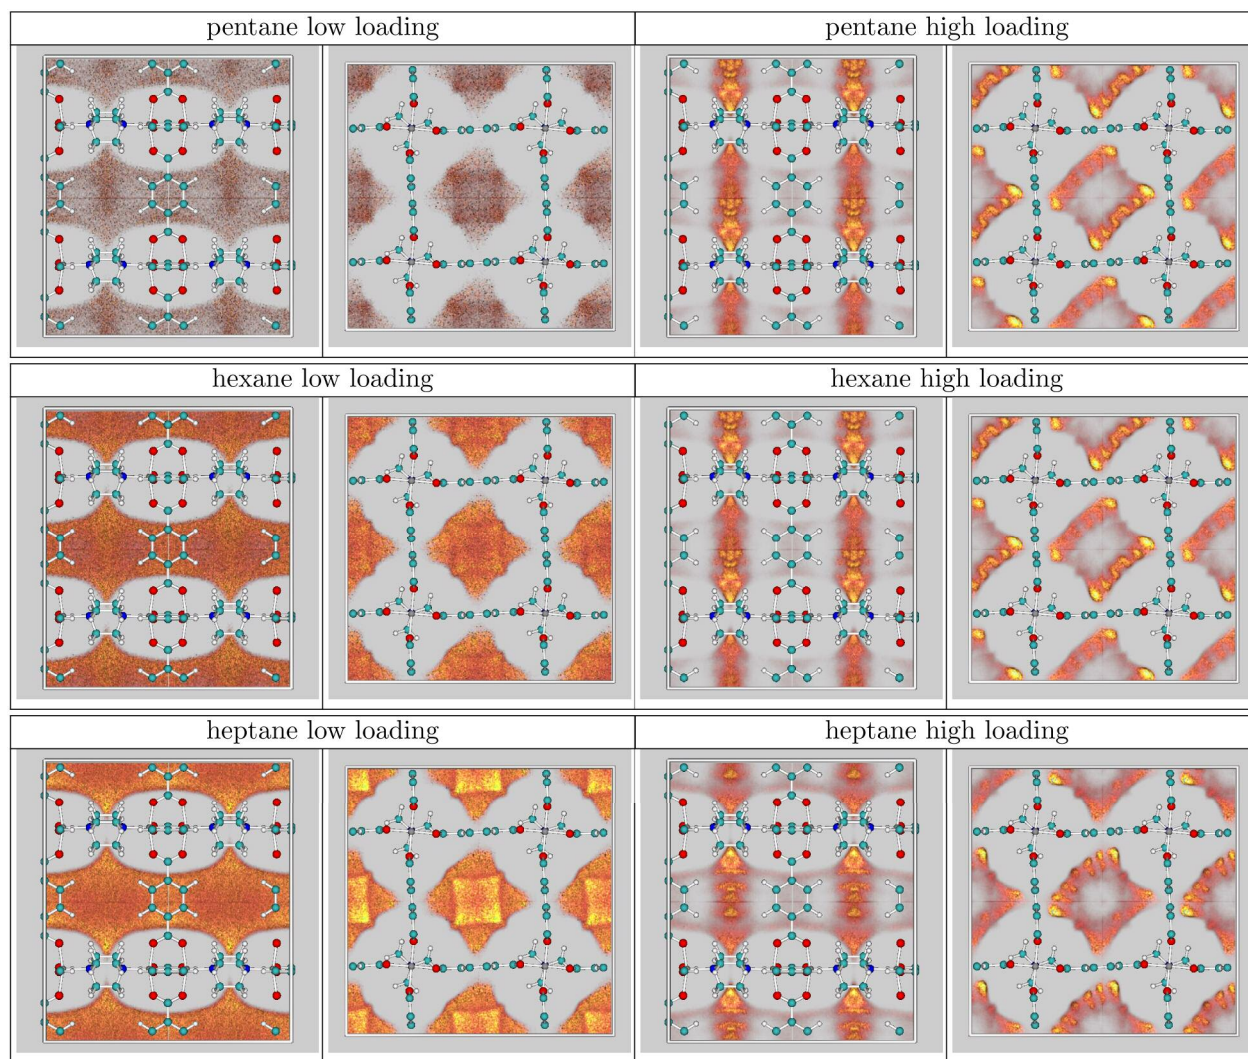 pentane low loading
pentane high loading
hexane low loading
hexane high loading
heptane low loading
heptane high loading